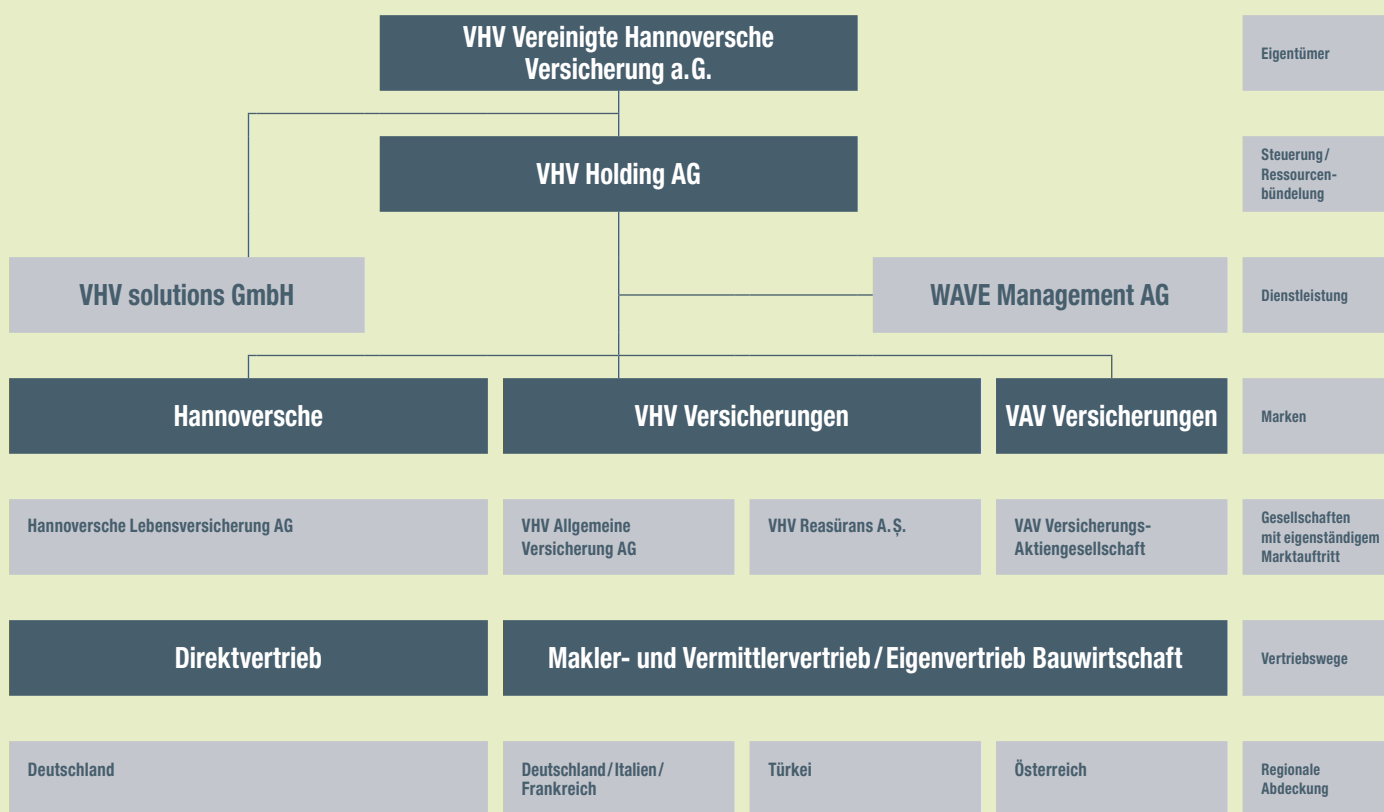 VHV Vereinigte Hannoversche
Versicherung a.G.
Eigentümer
VHV Holding AG
Steuerung/
Ressourcen-
bündelung
VHV solutions GmbH
WAVE Management AG
Dienstleistung
Hannoversche
VHV Versicherungen
VAV Versicherungen
Marken
Hannoversche Lebensversicherung AG
VHV Allgemeine
Versicherung AG
VHV Reasürans A.Ş.
VAV Versicherungs-
Aktiengesellschaft
Gesellschaften
mit eigenständigem
Marktauftritt
Direktvertrieb
Makler- und Vermittlervertrieb/Eigenvertrieb Bauwirtschaft
Vertriebswege
Deutschland
Deutschland/Italien/
Frankreich
Türkei
Österreich
Regionale
Abdeckung